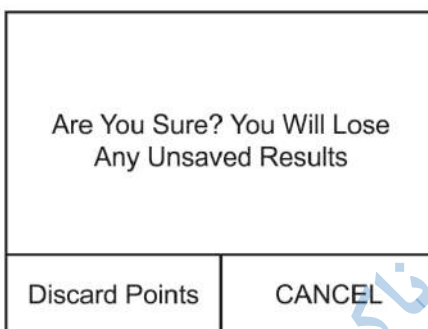 Are You Sure? You Will Lose
Any Unsaved Results
Discard Points
CANCEL